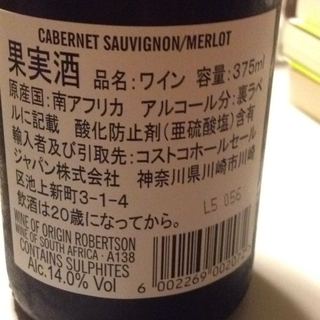 CABERNET SAUVIGNON/MERLOT
果実酒 品名:ワイン 容量:375ml
原産国:南アフリカ アルコール分:裏ラベ
ルに記載 酸化防止剤(亜硫酸塩)含有
輸入者及び引取先:コストコホールセール
ジャパン株式会社 神奈川県川崎市川崎
区池上新町3-1-4
飲酒は20歳になってから。
L5 056
WINE OF ORIGIN ROBERTSON
WINE OF SOUTH AFRICA · A138
CONTAINS SULPHITES
Alc.14.0% Vol